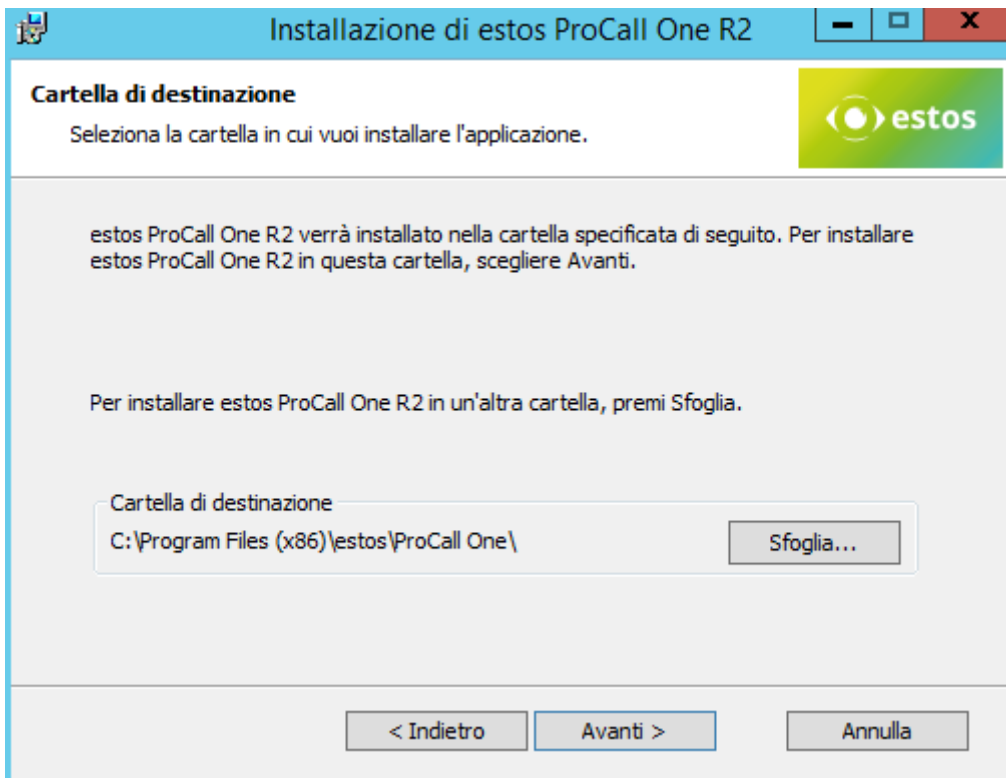 Installazione di estos ProCall One R2
Cartella di destinazione
Seleziona la cartella in cui vuoi installare l'applicazione.
estos
estos ProCall One R2 verrà installato nella cartella specificata di seguito. Per installare
estos ProCall One R2 in questa cartella, scegliere Avanti.
Per installare estos ProCall One R2 in un'altra cartella, premi Sfoglia.
Cartella di destinazione
C:\Program Files (x86)\estos\ProCall One\
Sfoglia...
< Indietro
Avanti >
Annulla